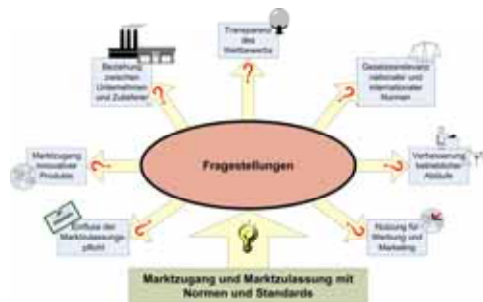 Transparenz
des
Wettbewerbs
Beziehung
zwischen
Unternehmen
und Zulieferer
Gesetzesrelevanz
nationaler und
internationaler
Normen
Marktzugang
innovativer
Produkte
Fragestellungen
Verbesserung
betrieblicher
Abläufe
Einfluss der
Marktzulassungs-
pflicht
Nutzung für
Werbung und
Marketing
Marktzugang und Marktzulassung mit
Normen und Standards